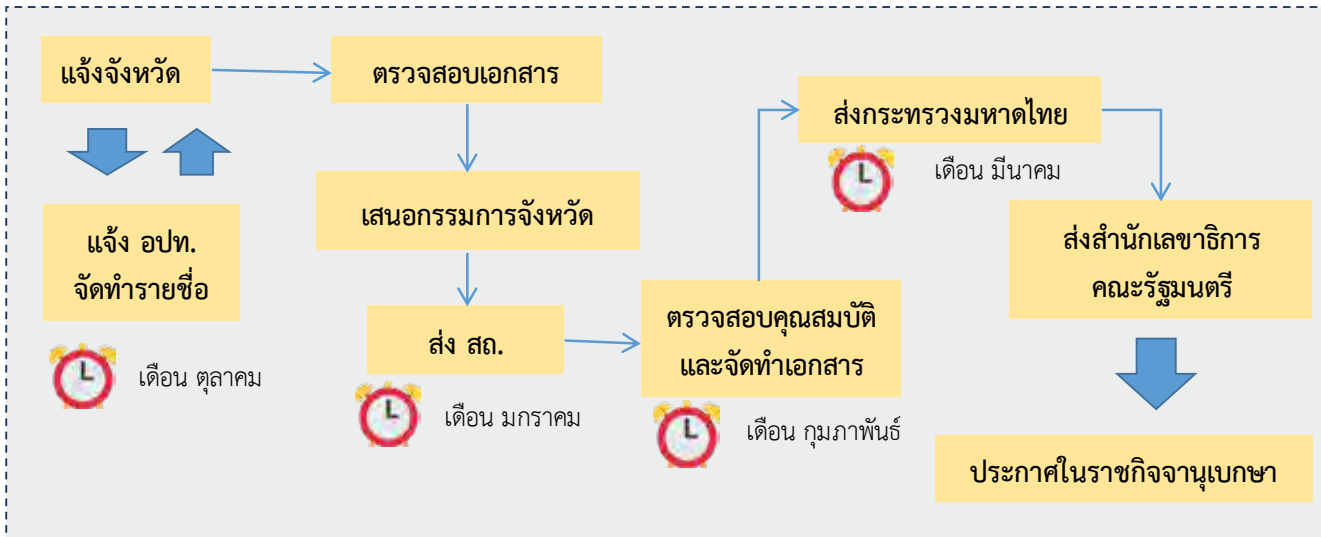 แจ้งจังหวัด
ตรวจสอบเอกสาร
แจ้ง อปท.
จัดทำรายชื่อ
เดือน ตุลาคม
เสนอกรรมการจังหวัด
ส่ง สถ.
เดือน มกราคม
ตรวจสอบคุณสมบัติ
และจัดทำเอกสาร
เดือน กุมภาพันธ์
ส่งกระทรวงมหาดไทย
เดือน มีนาคม
ส่งสำนักเลขาธิการ
คณะรัฐมนตรี
ประกาศในราชกิจจานุเบกษา